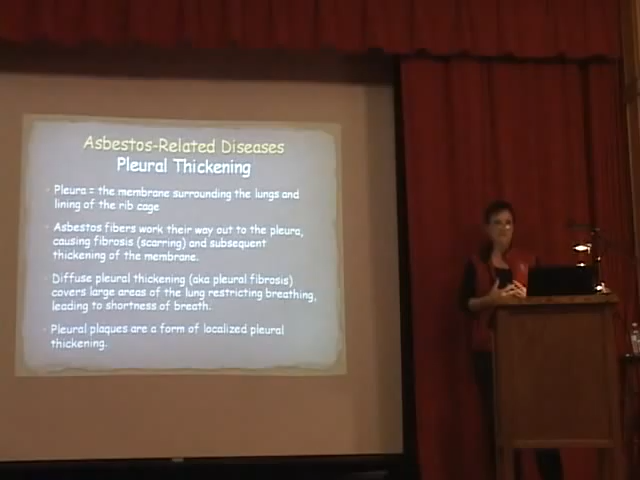 Asbestos-Related Diseases
Pleural Thickening
Pleura = the membrane surrounding the lungs and
lining of the rib cage
Asbestos fibers work their way out to the pleura,
causing fibrosis (scarring) and subsequent
thickening of the membrane.
Diffuse pleural thickening (aka pleural fibrosis)
covers large areas of the lung restricting breathing,
leading to shortness of breath.
Pleural plaques are a form of localized pleural
thickening.